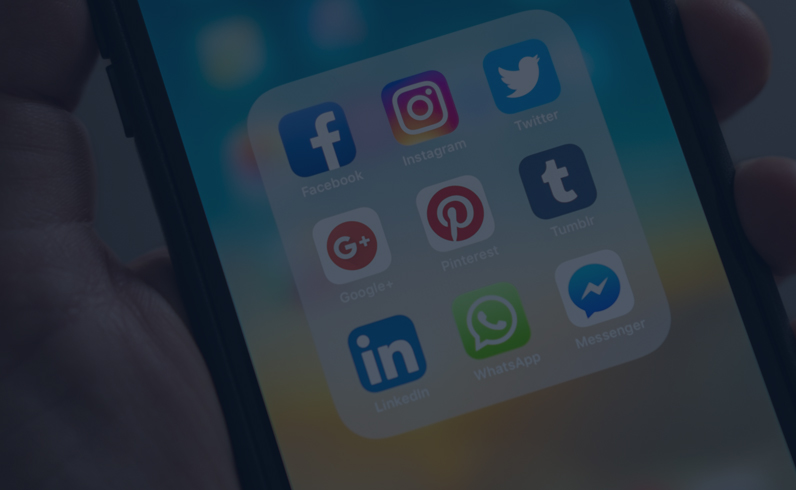 Facebook
Instagram
Twitter
Google+
Pinterest
Tumblr
LinkedIn
WhatsApp
Messenger